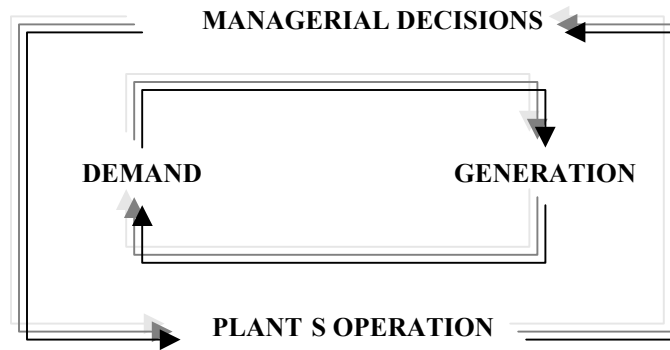 MANAGERIAL DECISIONS
DEMAND
GENERATION
PLANT S OPERATION